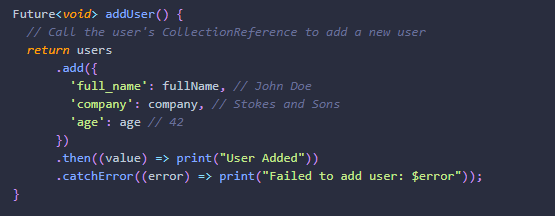 Future<void> addUser() {
  // Call the user's CollectionReference to add a new user
  return users
      .add({
        'full_name': fullName, // John Doe
        'company': company, // Stokes and Sons
        'age': age // 42
      })
      .then((value) => print("User Added"))
      .catchError((error) => print("Failed to add user: $error"));
}